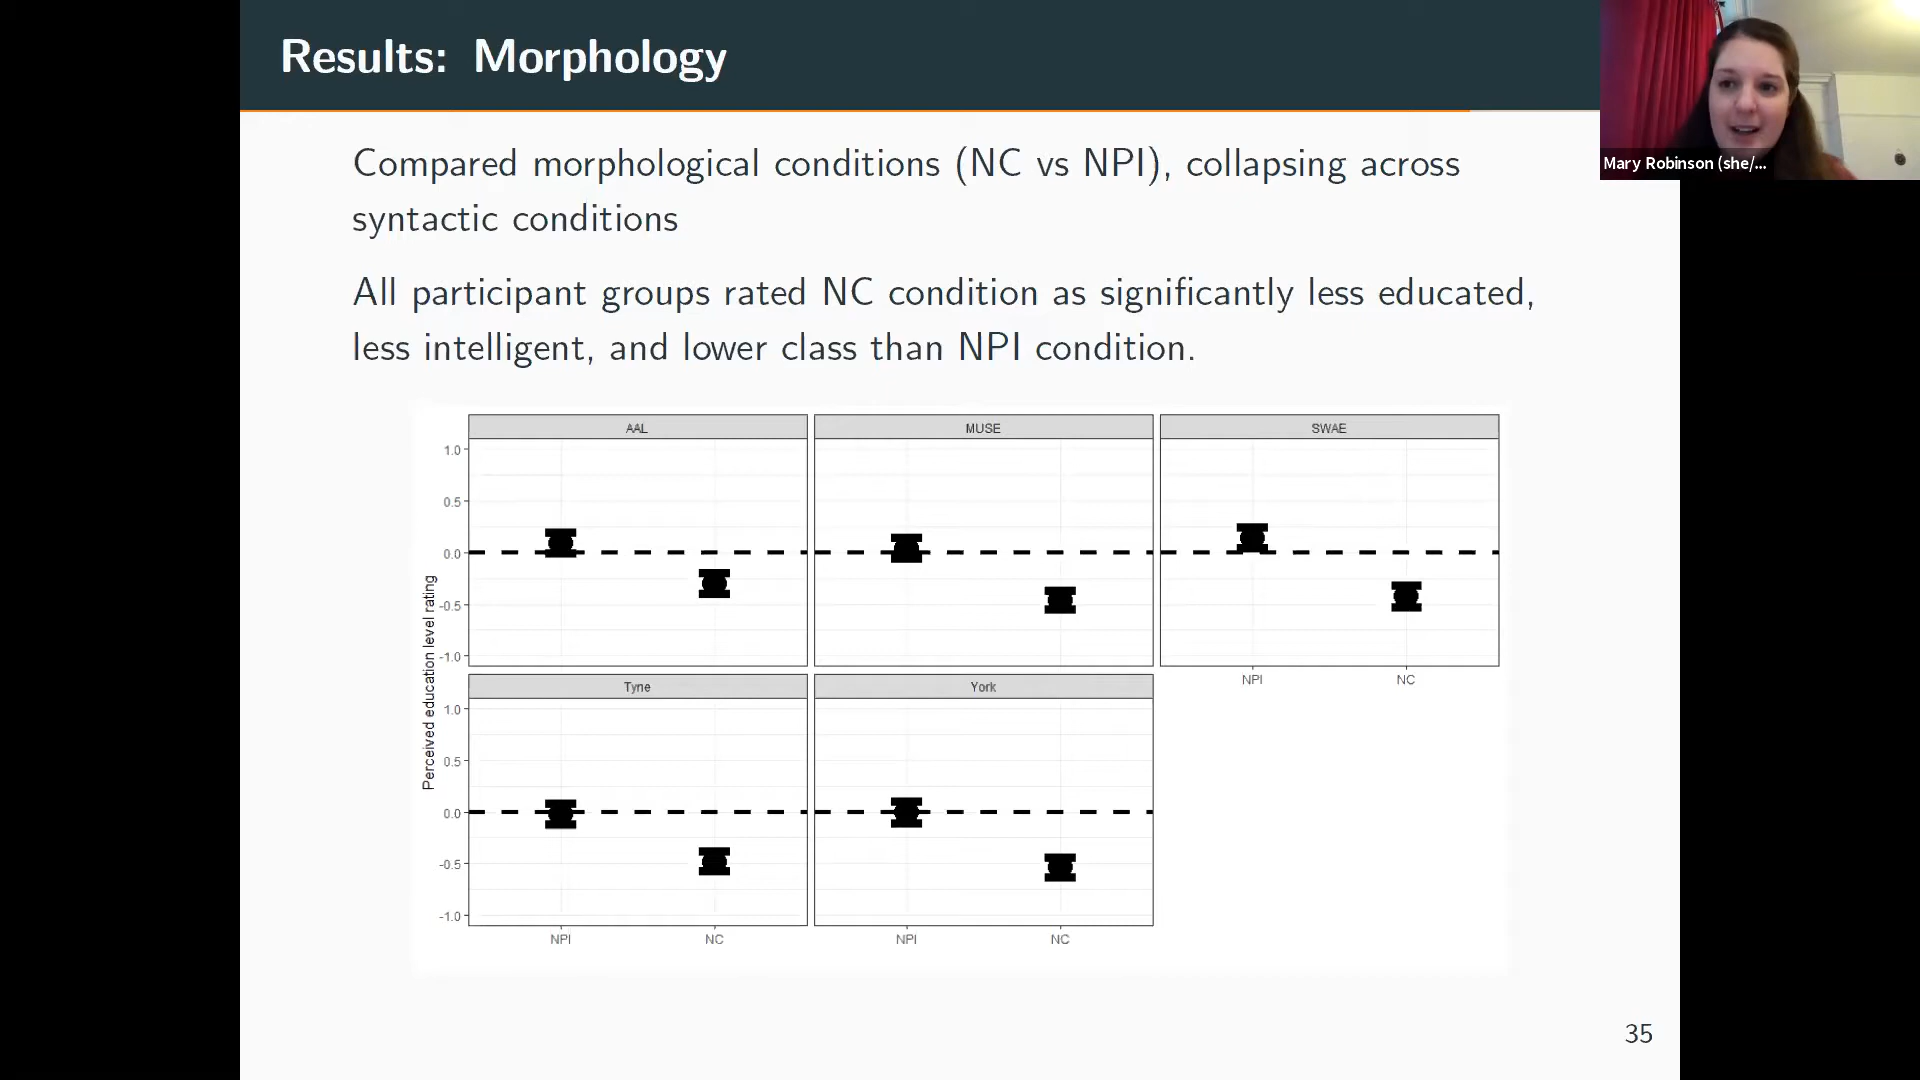 Results: Morphology
Mary Robinson (she/...
Compared morphological conditions (NC vs NPI), collapsing across
syntactic conditions
All participant groups rated NC condition as significantly less educated,
less intelligent, and lower class than NPI condition.
AAL
MUSE
SWAE
1.0
0.5
0.0
-0.5
-1.0
NPI
NC
Perceived education level rating
Tyne
York
1.0
0.5
0.0
-0.5
-1.0
NPI
NC
NPI
NC
35